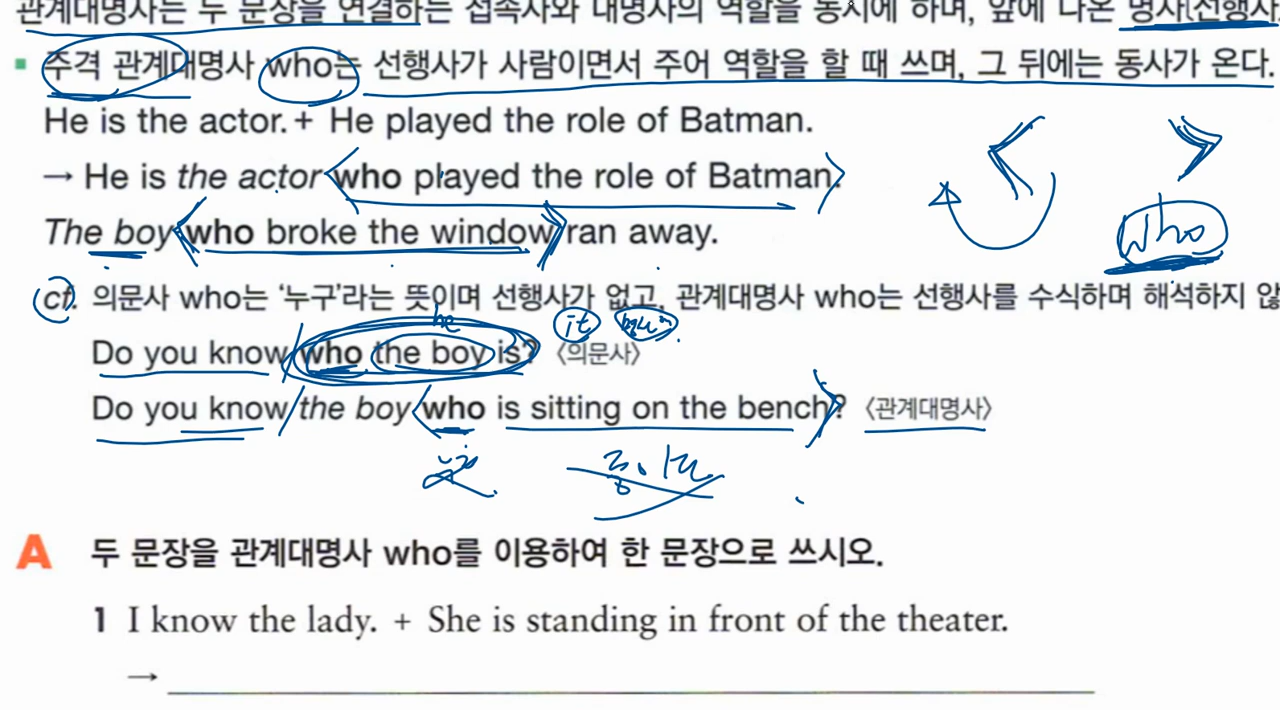 관계대명사는 두 문장을 연결하는 접속사와 대명사의 역할을 동시에 하며, 앞에 나온 명사(선행사
▪ 주격 관계대명사 who는 선행사가 사람이면서 주어 역할을 할 때 쓰며, 그 뒤에는 동사가 온다.
He is the actor. + He played the role of Batman.
→ He is the actor who played the role of Batman.
The boy who broke the window ran away.
who
cf. 의문사 who는 '누구'라는 뜻이며 선행사가 없고, 관계대명사 who는 선행사를 수식하며 해석하지 않
he it
Do you know who the boy is? 〈의문사〉
Do you know the boy who is sitting on the bench? 〈관계대명사〉
A 두 문장을 관계대명사 who를 이용하여 한 문장으로 쓰시오.
1 I know the lady. + She is standing in front of the theater.
→